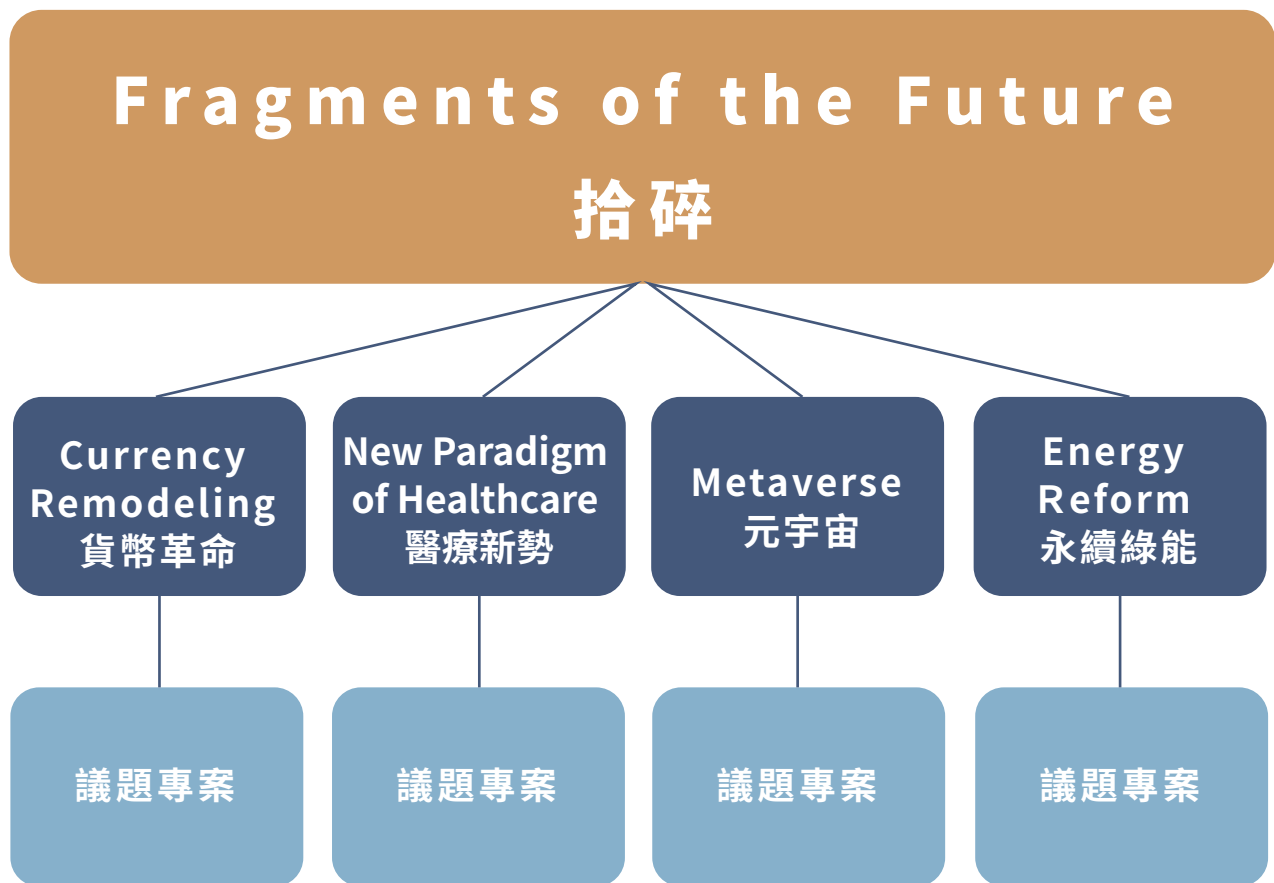 Fragments of the Future
拾碎
Currency
Remodeling
貨幣革命
New Paradigm
of Healthcare
醫療新勢
Metaverse
元宇宙
Energy
Reform
永續綠能
議題專案
議題專案
議題專案
議題專案